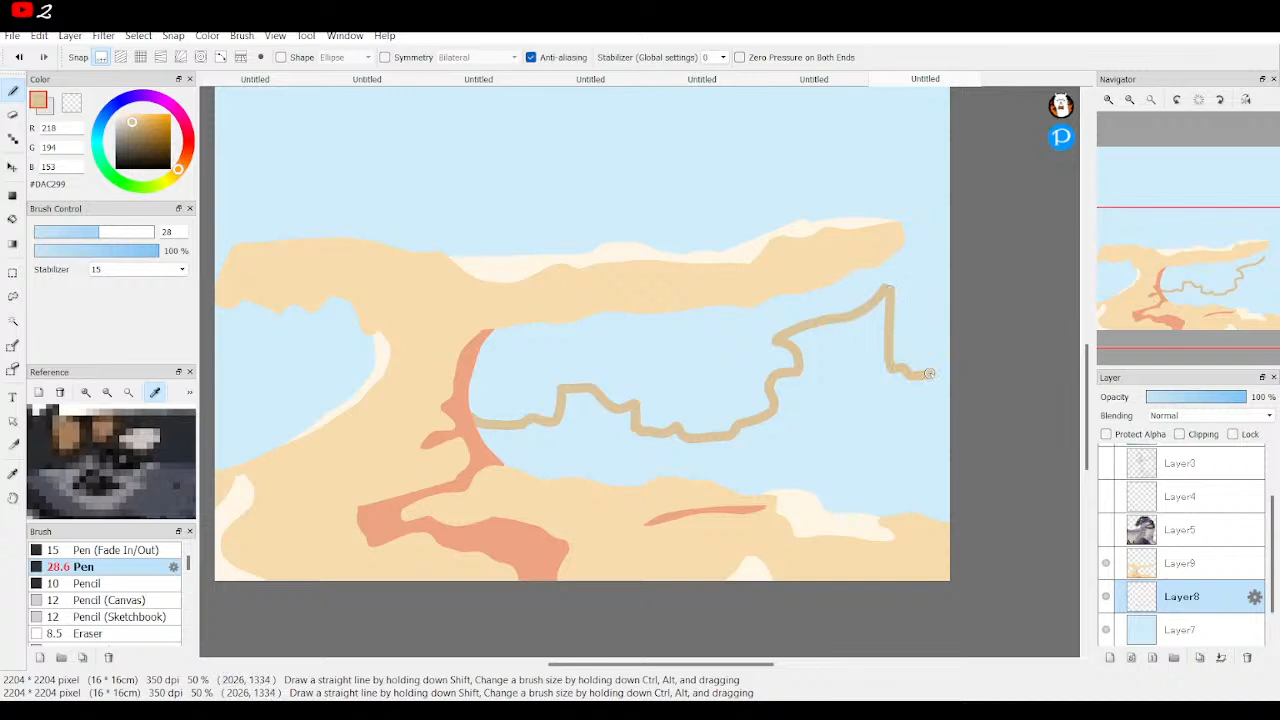 2
File Edit Layer Filter Select Snap Color Brush View Tool Window Help
Snap Shape Ellipse Symmetry Bilateral Anti-aliasing Stabilizer (Global settings) 0 Zero Pressure on Both Ends
Color
Untitled Untitled Untitled Untitled Untitled Untitled Untitled
Navigator
R 218
G 194
B 153
#DAC299
Brush Control
28
100 %
Stabilizer 15
Reference
»
Brush
15 Pen (Fade In/Out)
28.6 Pen
10 Pencil
12 Pencil (Canvas)
12 Pencil (Sketchbook)
8.5 Eraser
P
Layer
Opacity 100 %
Blending Normal
Protect Alpha Clipping Lock
Layer3
Layer4
Layer5
Layer9
Layer8
Layer7
2204 * 2204 pixel (16 * 16cm) 350 dpi 50 % ( 2026, 1334 ) Draw a straight line by holding down Shift, Change a brush size by holding down Ctrl, Alt, and dragging
2204 * 2204 pixel (16 * 16cm) 350 dpi 50 % ( 2026, 1334 ) Draw a straight line by holding down Shift, Change a brush size by holding down Ctrl, Alt, and dragging